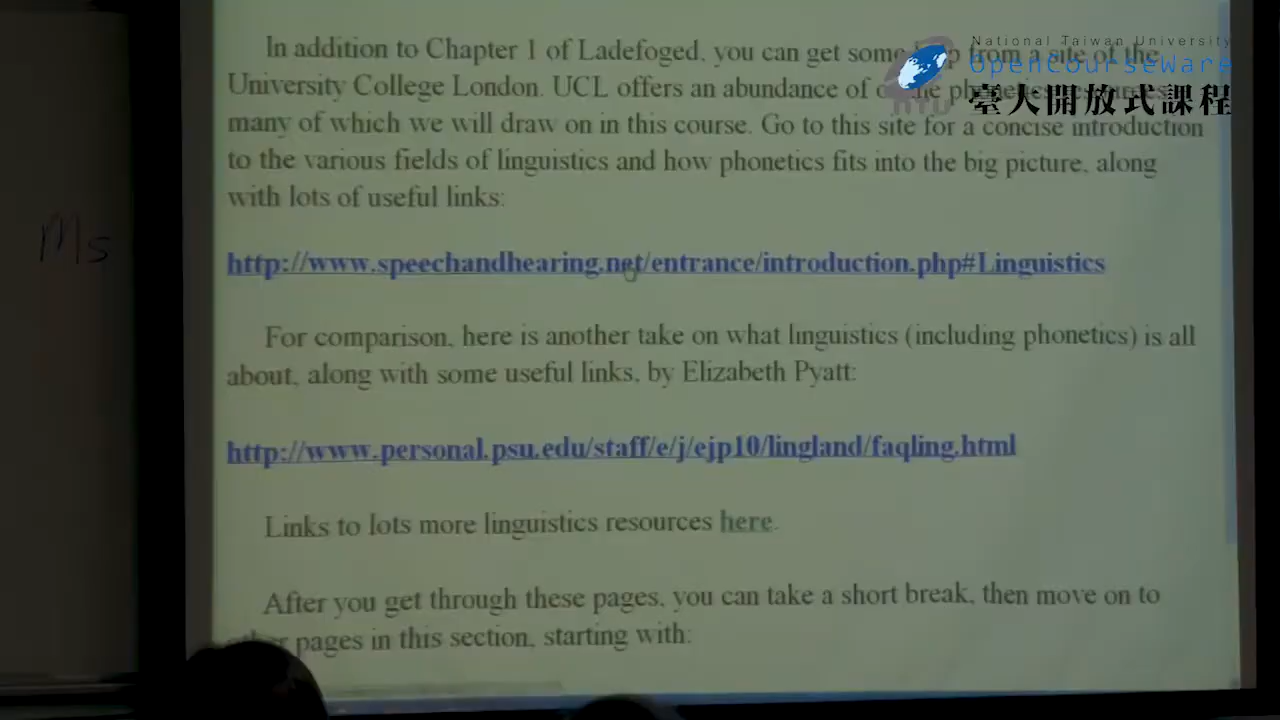 In addition to Chapter 1 of Ladefoged, you can get some from a site of the
University College London. UCL offers an abundance of
many of which we will draw on in this course. Go to this site for a concise introduction
to the various fields of linguistics and how phonetics fits into the big picture, along
with lots of useful links:
http://www.speechandhearing.net/entrance/introduction.php#Linguistics
For comparison, here is another take on what linguistics (including phonetics) is all
about, along with some useful links, by Elizabeth Pyatt:
http://www.personal.psu.edu/staff/e/j/ejp10/lingland/faqling.html
Links to lots more linguistics resources here.
After you get through these pages, you can take a short break, then move on to
other pages in this section, starting with:
Ms
National Taiwan University
OpenCourseWare
臺大開放式課程
NTU